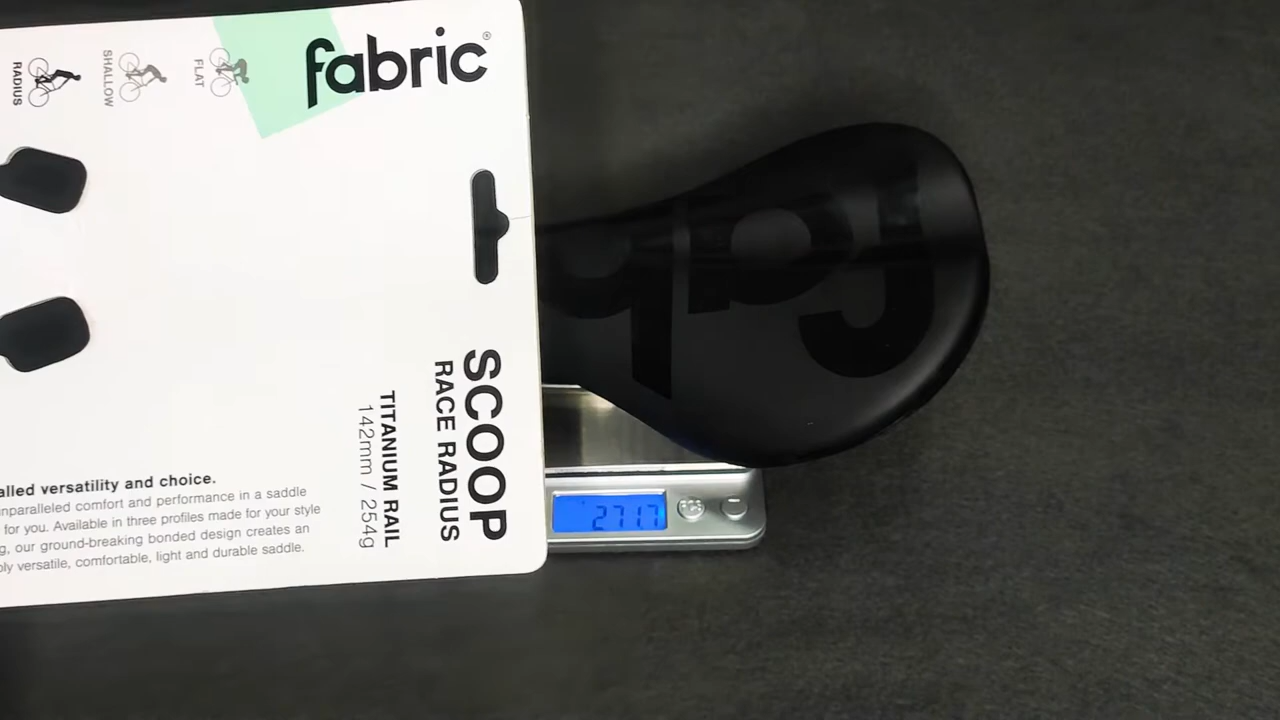 fabric®
FLAT
SHALLOW
RADIUS
SCOOP
RACE RADIUS
TITANIUM RAIL
142mm / 254g
alled versatility and choice.
nparalleled comfort and performance in a saddle
for you. Available in three profiles made for your style
g, our ground-breaking bonded design creates an
bly versatile, comfortable, light and durable saddle.
271.7